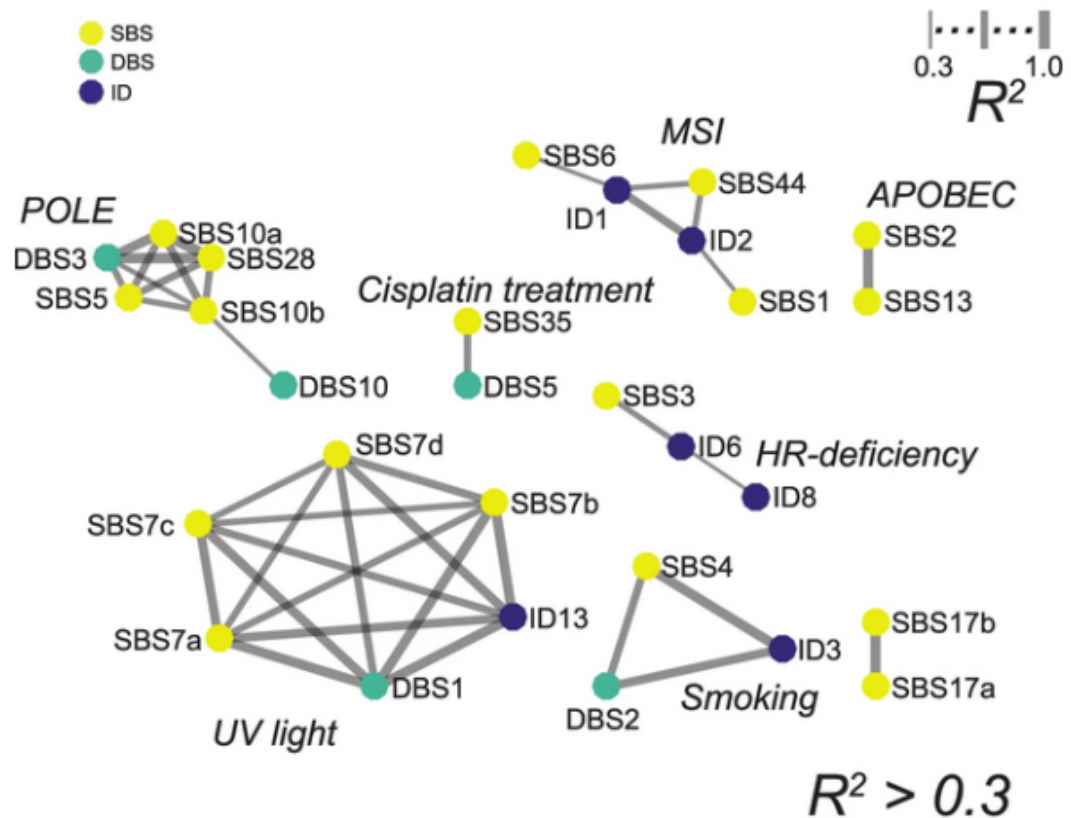 SBS
DBS
ID
0.3 1.0
R²
MSI
SBS6
SBS44
ID1
ID2
SBS1
APOBEC
SBS2
SBS13
POLE
SBS10a
DBS3
SBS28
SBS5
SBS10b
DBS10
Cisplatin treatment
SBS35
DBS5
SBS3
ID6
HR-deficiency
ID8
SBS7d
SBS7b
SBS7c
ID13
SBS7a
DBS1
UV light
SBS4
ID3
DBS2
Smoking
SBS17b
SBS17a
R² > 0.3